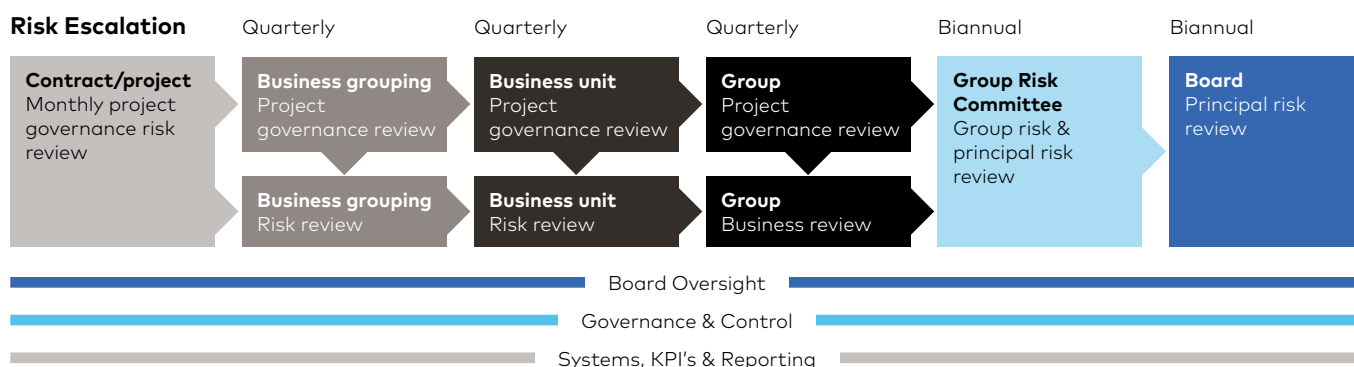 Risk Escalation
Quarterly
Quarterly
Quarterly
Biannual
Biannual
Contract/project
Monthly project
governance risk
review
Business grouping
Project
governance review
Business unit
Project
governance review
Group
Project
governance review
Group Risk
Committee
Group risk &
principal risk
review
Board
Principal risk
review
Business grouping
Risk review
Business unit
Risk review
Group
Business review
Board Oversight
Governance & Control
Systems, KPI's & Reporting